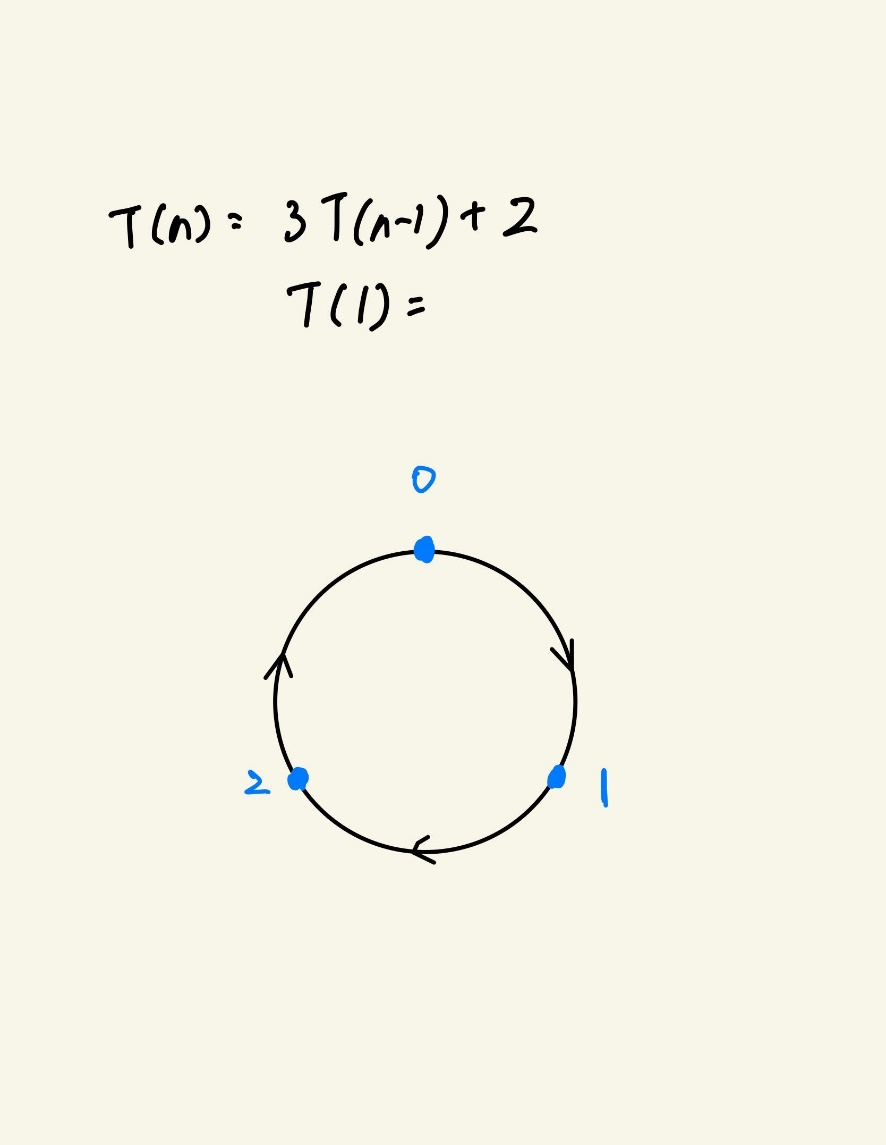 T(n) = 3T(n-1) + 2
T(1) =
0
2
1